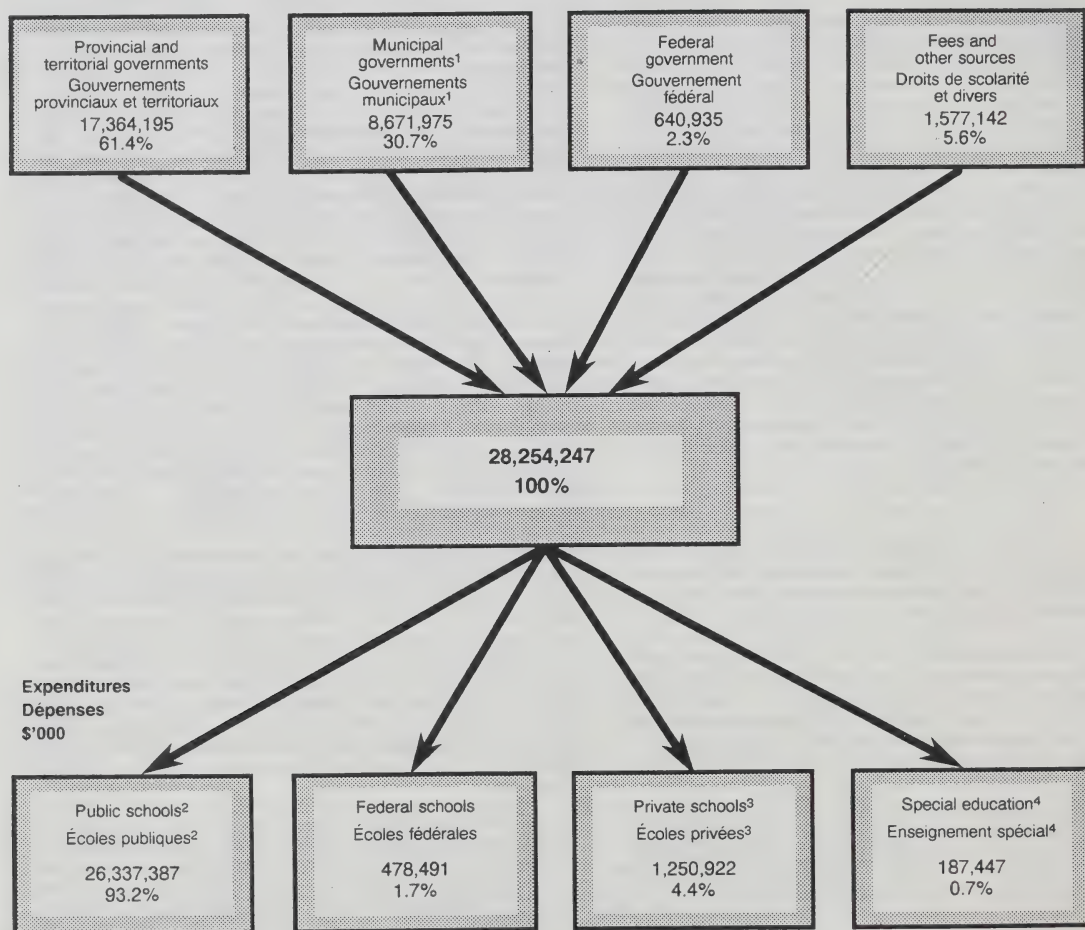 Provincial and
territorial governments
Gouvernements
provinciaux et territoriaux
17,364,195
61.4%
Municipal
governments¹
Gouvernements
municipaux¹
8,671,975
30.7%
Federal
government
Gouvernement
fédéral
640,935
2.3%
Fees and
other sources
Droits de scolarité
et divers
1,577,142
5.6%
28,254,247
100%
Expenditures
Dépenses
$'000
Public schools²
Écoles publiques²
26,337,387
93.2%
Federal schools
Écoles fédérales
478,491
1.7%
Private schools³
Écoles privées³
1,250,922
4.4%
Special education⁴
Enseignement spécial⁴
187,447
0.7%